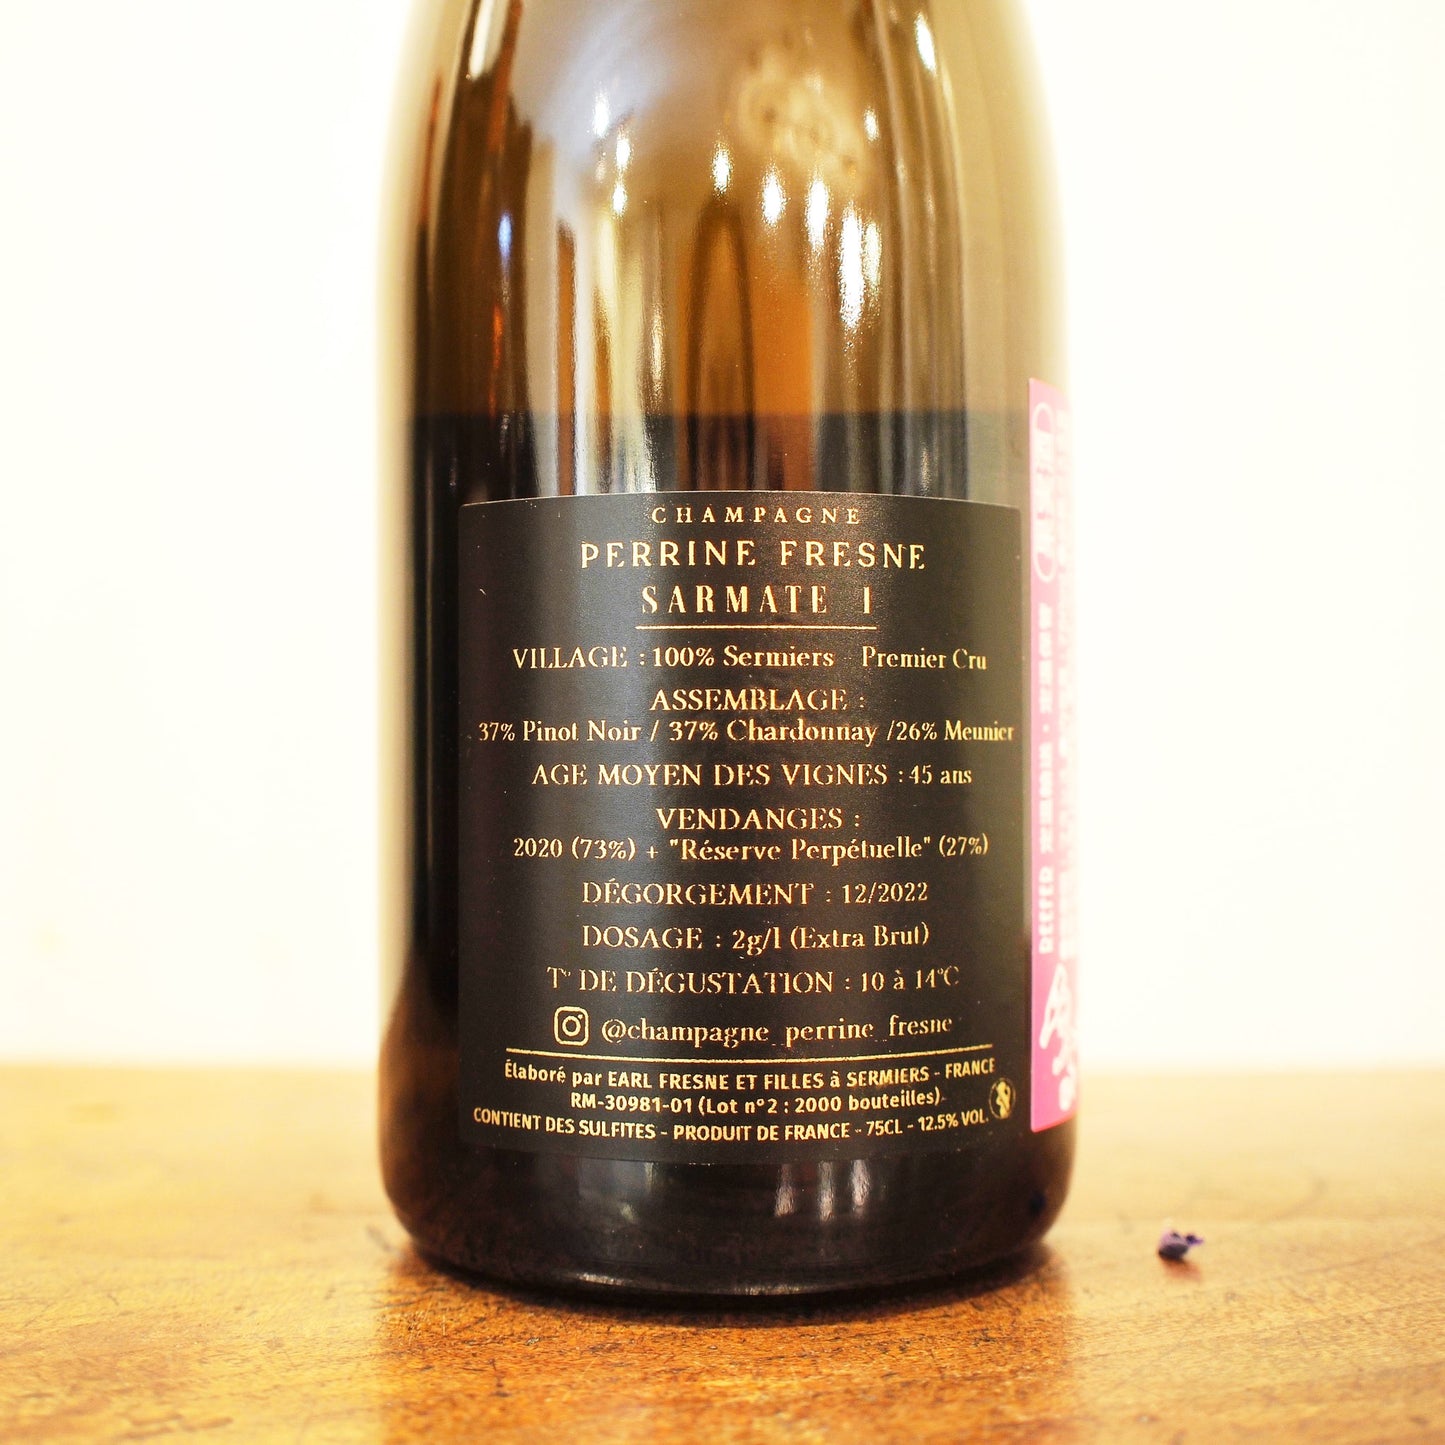 CHAMPAGNE
PERRINE FRESNE
SARMATE I
VILLAGE : 100% Sermiers - Premier Cru
ASSEMBLAGE :
37% Pinot Noir / 37% Chardonnay /26% Meunier
AGE MOYEN DES VIGNES : 45 ans
VENDANGES :
2020 (73%) + "Réserve Perpétuelle" (27%)
DÉGORGEMENT : 12/2022
DOSAGE : 2g/l (Extra Brut)
T° DE DÉGUSTATION : 10 à 14°C
@champagne_perrine_fresne
Élaboré par EARL FRESNE ET FILLES à SERMIERS - FRANCE
RM-30981-01 (Lot n°2 : 2000 bouteilles)
CONTIENT DES SULFITES - PRODUIT DE FRANCE - 75CL - 12.5% VOL.
REEFER